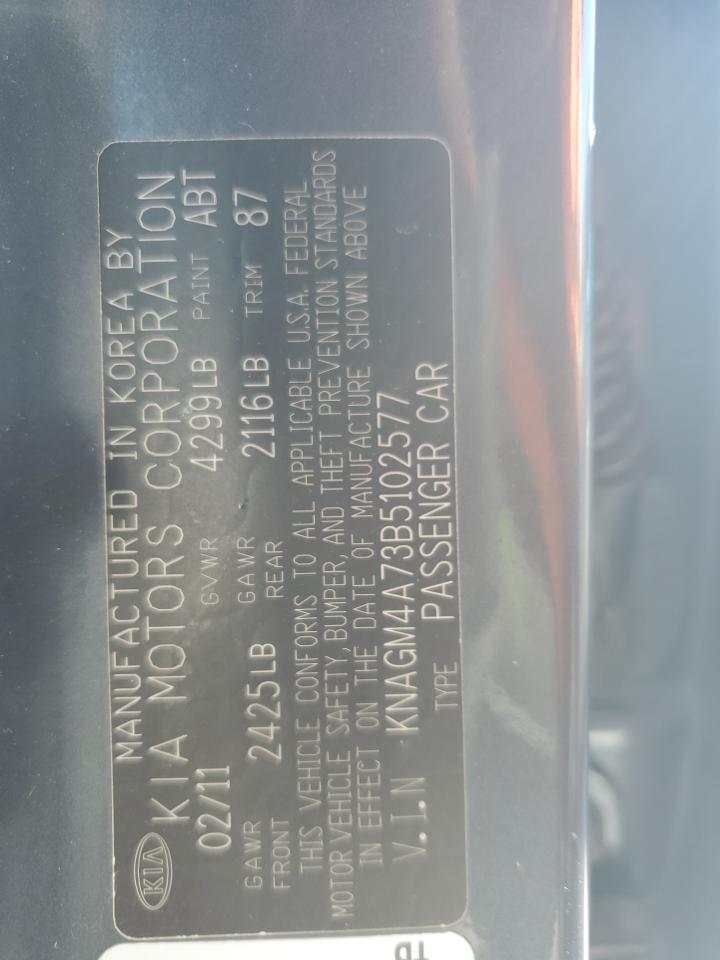 KIA
MANUFACTURED IN KOREA BY
KIA MOTORS CORPORATION
02/11 GVWR 4299LB PAINT ABT
GAWR FRONT 2425LB GAWR REAR 2116LB TRIM 87
THIS VEHICLE CONFORMS TO ALL APPLICABLE U.S.A. FEDERAL
MOTOR VEHICLE SAFETY, BUMPER, AND THEFT PREVENTION STANDARDS
IN EFFECT ON THE DATE OF MANUFACTURE SHOWN ABOVE
V.I.N KNAGM4A73B5102577
TYPE PASSENGER CAR